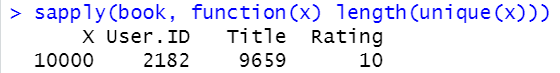 > sapply(book, function(x) length(unique(x)))
X User.ID Title Rating
10000 2182 9659 10